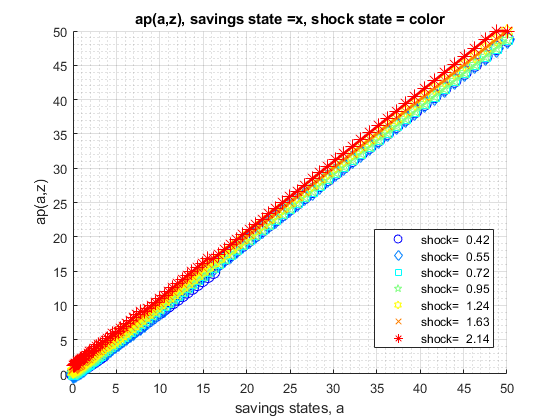 ap(a,z), savings state =x, shock state = color
ap(a,z)
50
45
40
35
30
25
20
15
10
5
0
shock= 0.42
shock= 0.55
shock= 0.72
shock= 0.95
shock= 1.24
shock= 1.63
shock= 2.14
0 5 10 15 20 25 30 35 40 45 50
savings states, a